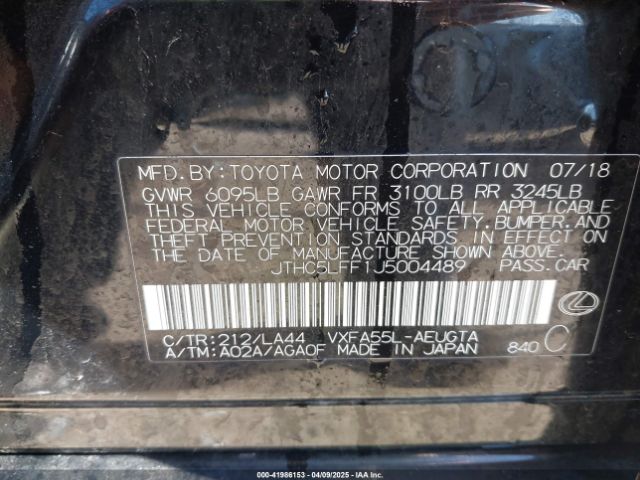 MFD. BY: TOYOTA MOTOR CORPORATION 07/18
GVWR 6095LB GAWR FR 3100LB RR 3245LB
THIS VEHICLE CONFORMS TO ALL APPLICABLE
FEDERAL MOTOR VEHICLE SAFETY, BUMPER, AND
THEFT PREVENTION STANDARDS IN EFFECT ON
THE DATE OF MANUFACTURE SHOWN ABOVE.
JTHC5LFF1J5004489 PASS. CAR
C/TR: 212/LA44 VXFA55L-AEUGTA
A/TM: A02A/AGA0F MADE IN JAPAN 840 C
000-41986153 - 04/09/2025 - IAA Inc.